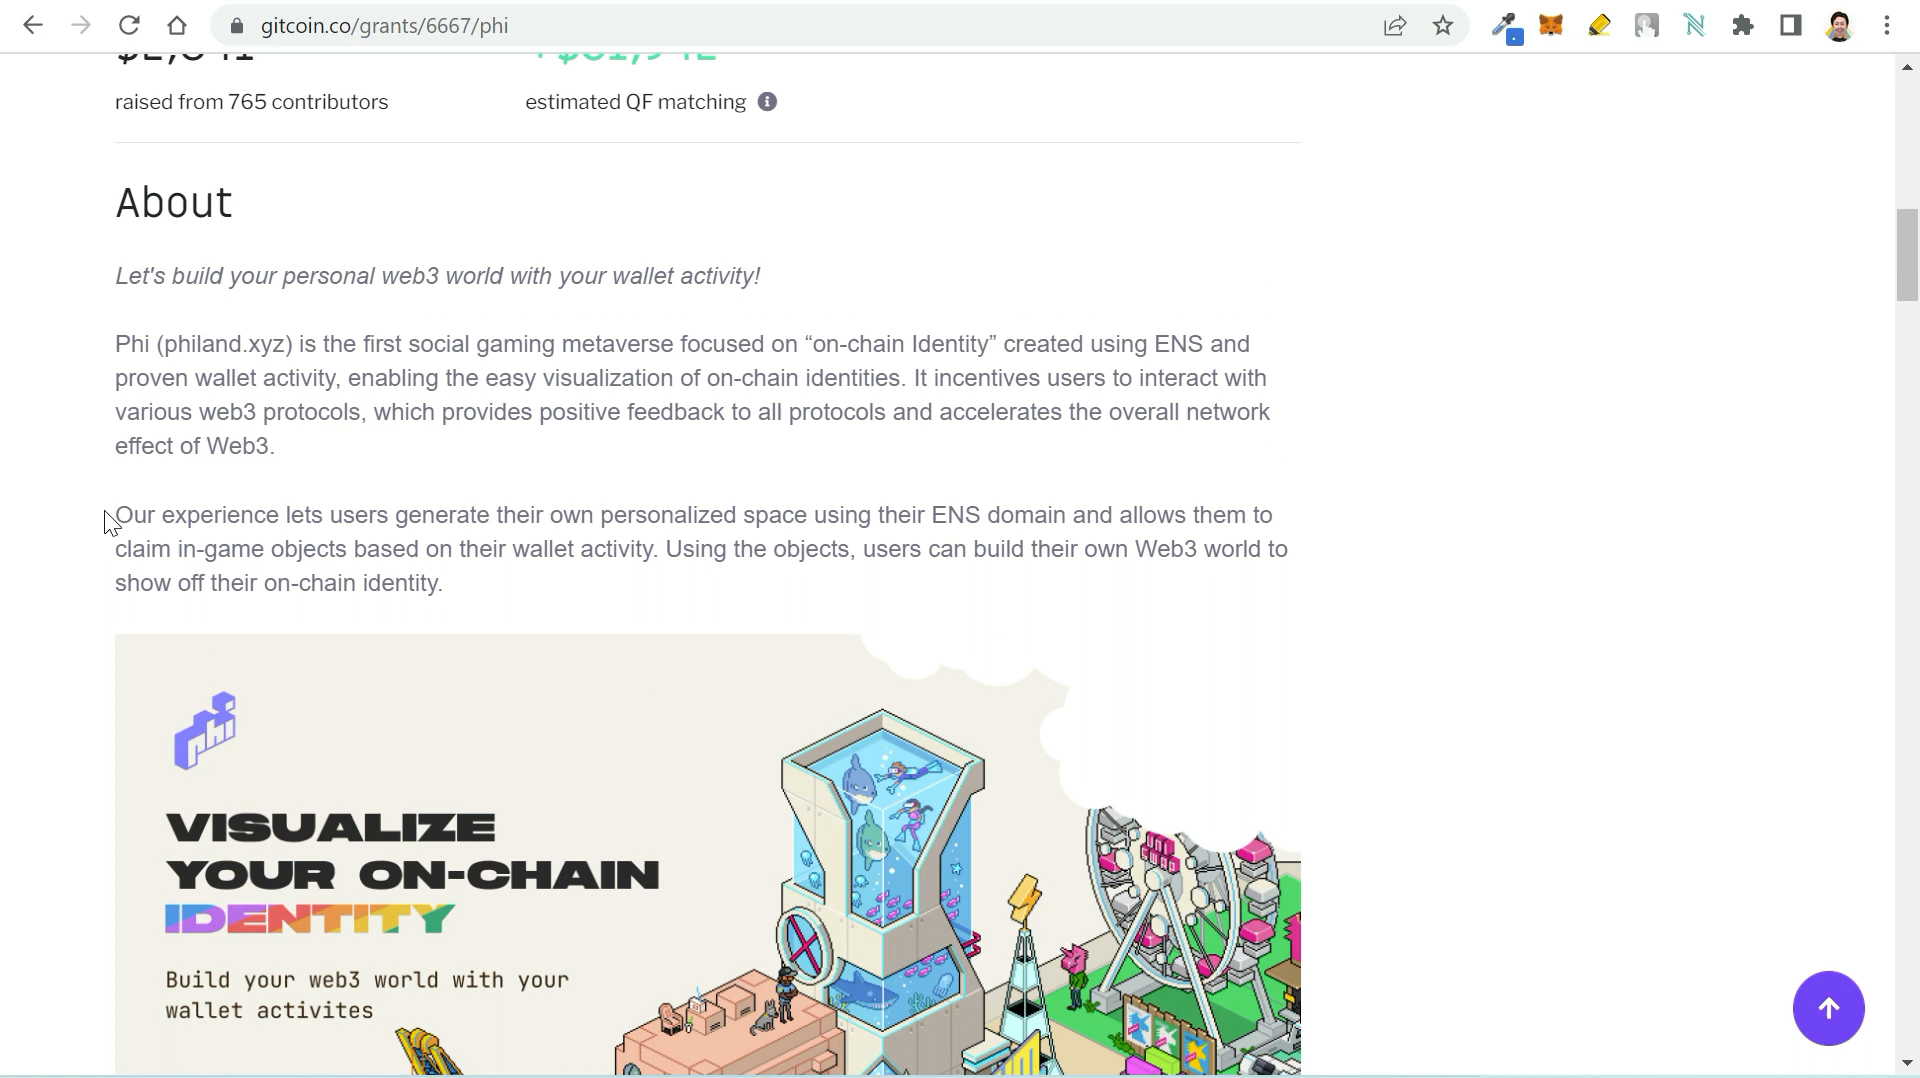 gitcoin.co/grants/6667/phi
raised from 765 contributors
estimated QF matching
About
Let's build your personal web3 world with your wallet activity!
Phi (philand.xyz) is the first social gaming metaverse focused on “on-chain Identity” created using ENS and
proven wallet activity, enabling the easy visualization of on-chain identities. It incentives users to interact with
various web3 protocols, which provides positive feedback to all protocols and accelerates the overall network
effect of Web3.
Our experience lets users generate their own personalized space using their ENS domain and allows them to
claim in-game objects based on their wallet activity. Using the objects, users can build their own Web3 world to
show off their on-chain identity.
phi
VISUALIZE
YOUR ON-CHAIN
IDENTITY
Build your web3 world with your
wallet activites